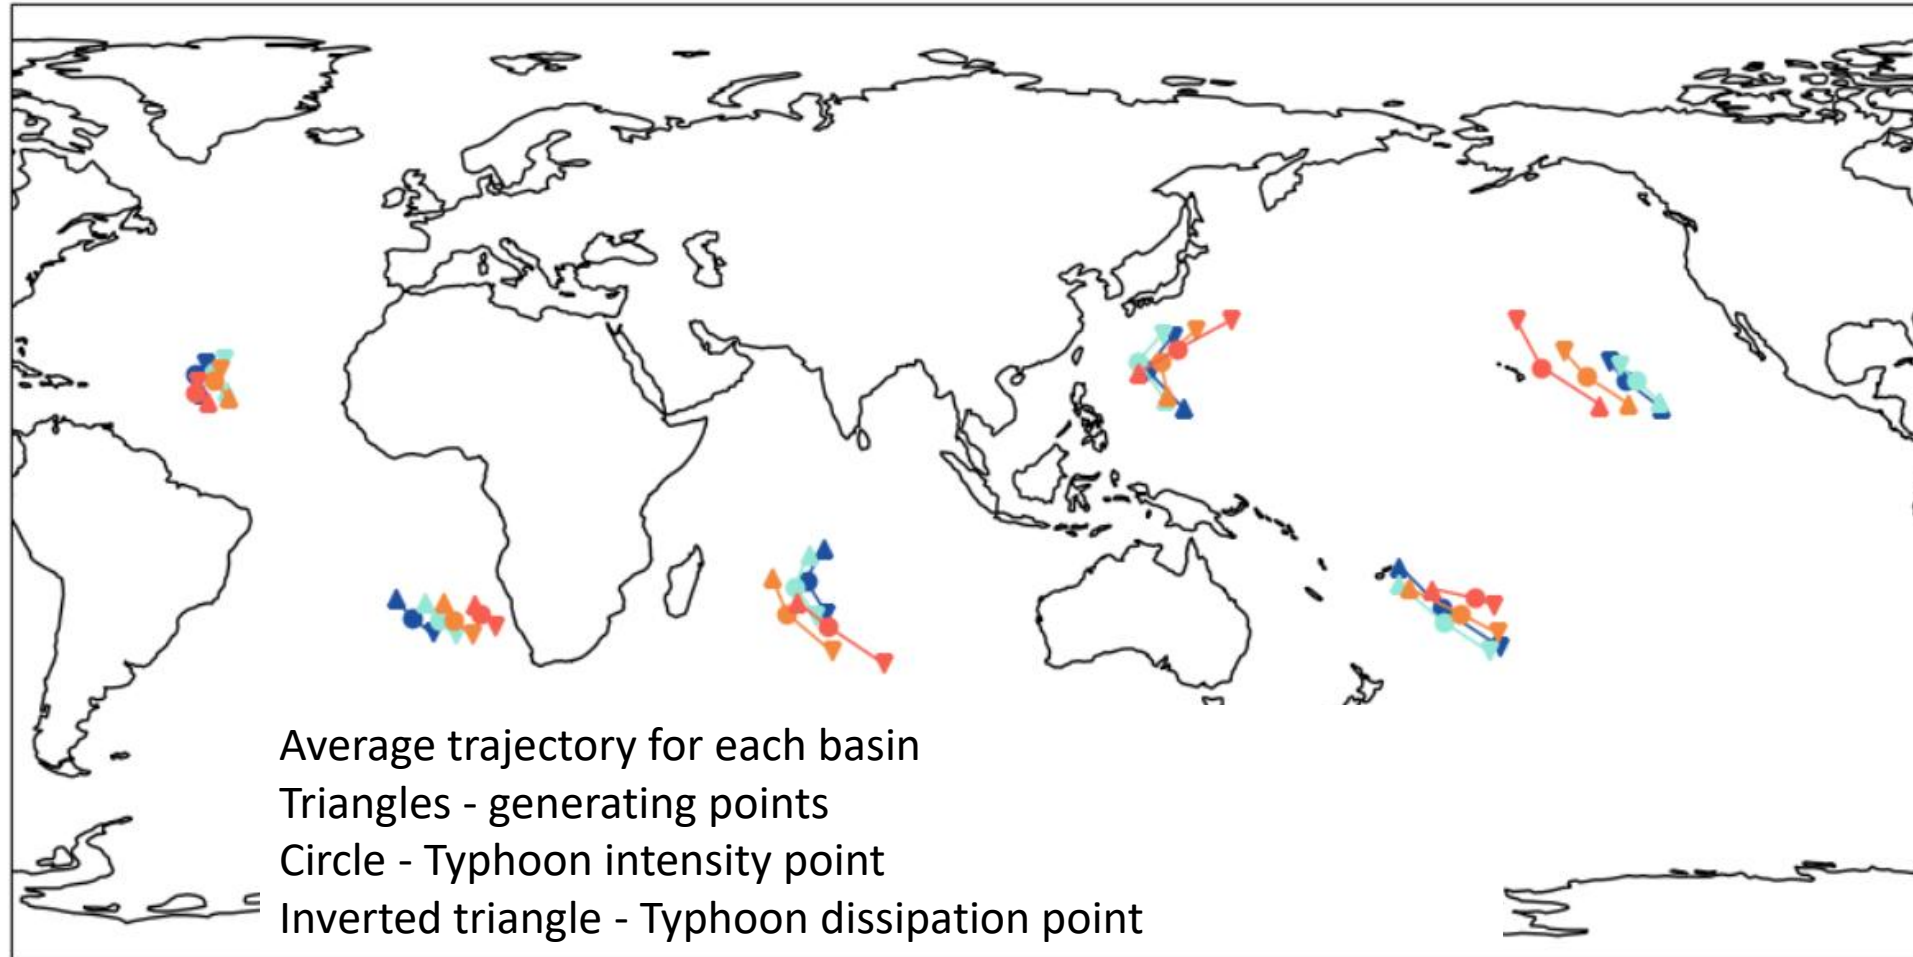 Average trajectory for each basin
Triangles - generating points
Circle - Typhoon intensity point
Inverted triangle - Typhoon dissipation point